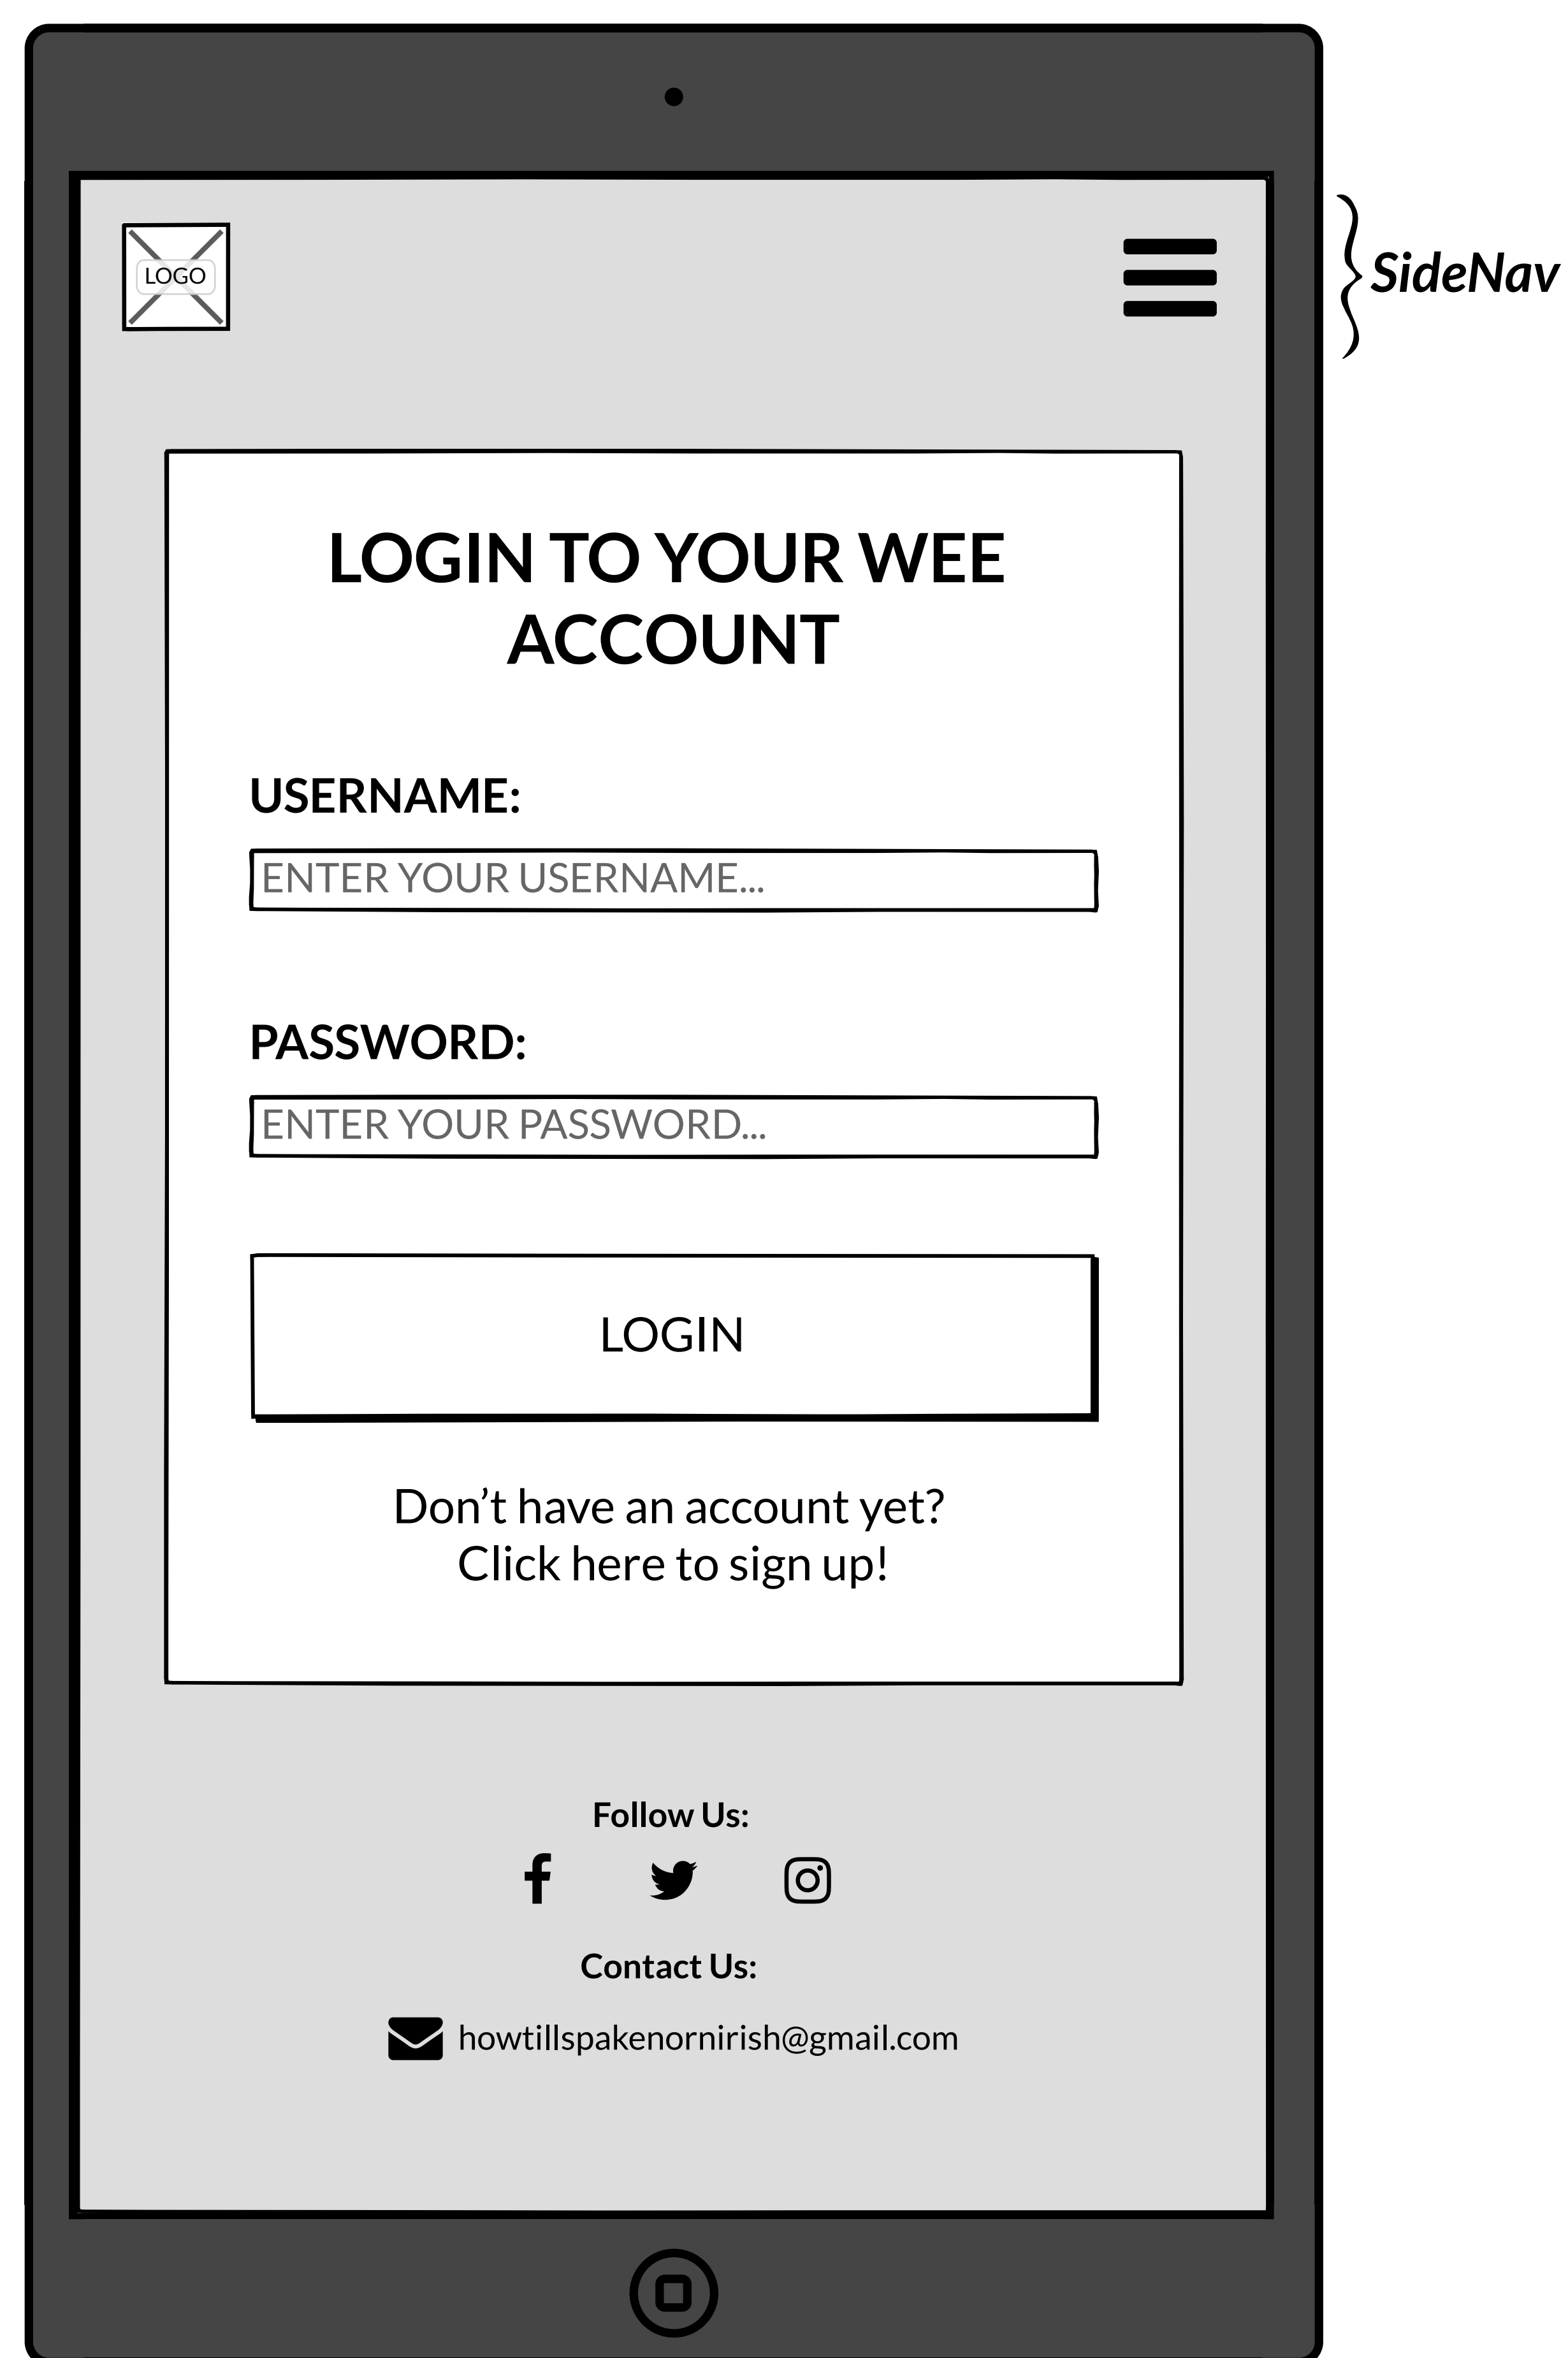 LOGO
SideNav
LOGIN TO YOUR WEE
ACCOUNT
USERNAME:
ENTER YOUR USERNAME...
PASSWORD:
ENTER YOUR PASSWORD...
LOGIN
Don’t have an account yet?
Click here to sign up!
Follow Us:
Contact Us:
howtillspakenornirish@gmail.com